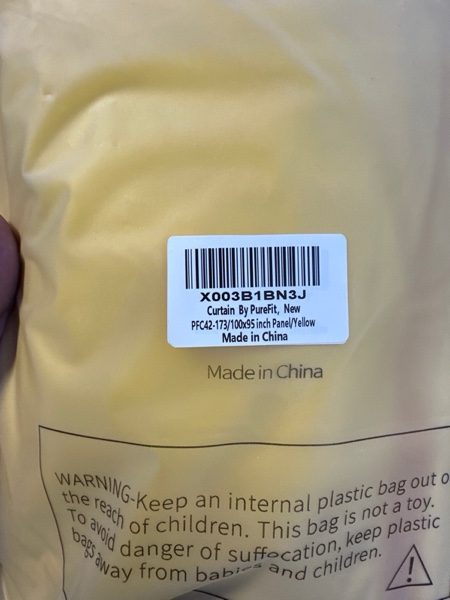 X003B1BN3J
Curtain By PureFit, New
PFC42-173/100x95 inch Panel/Yellow
Made in China
Made in China
WARNING-Keep an internal plastic bag out o
the reach of children. This bag is not a toy.
To avoid danger of suffocation, keep plastic
bags away from babies and children.